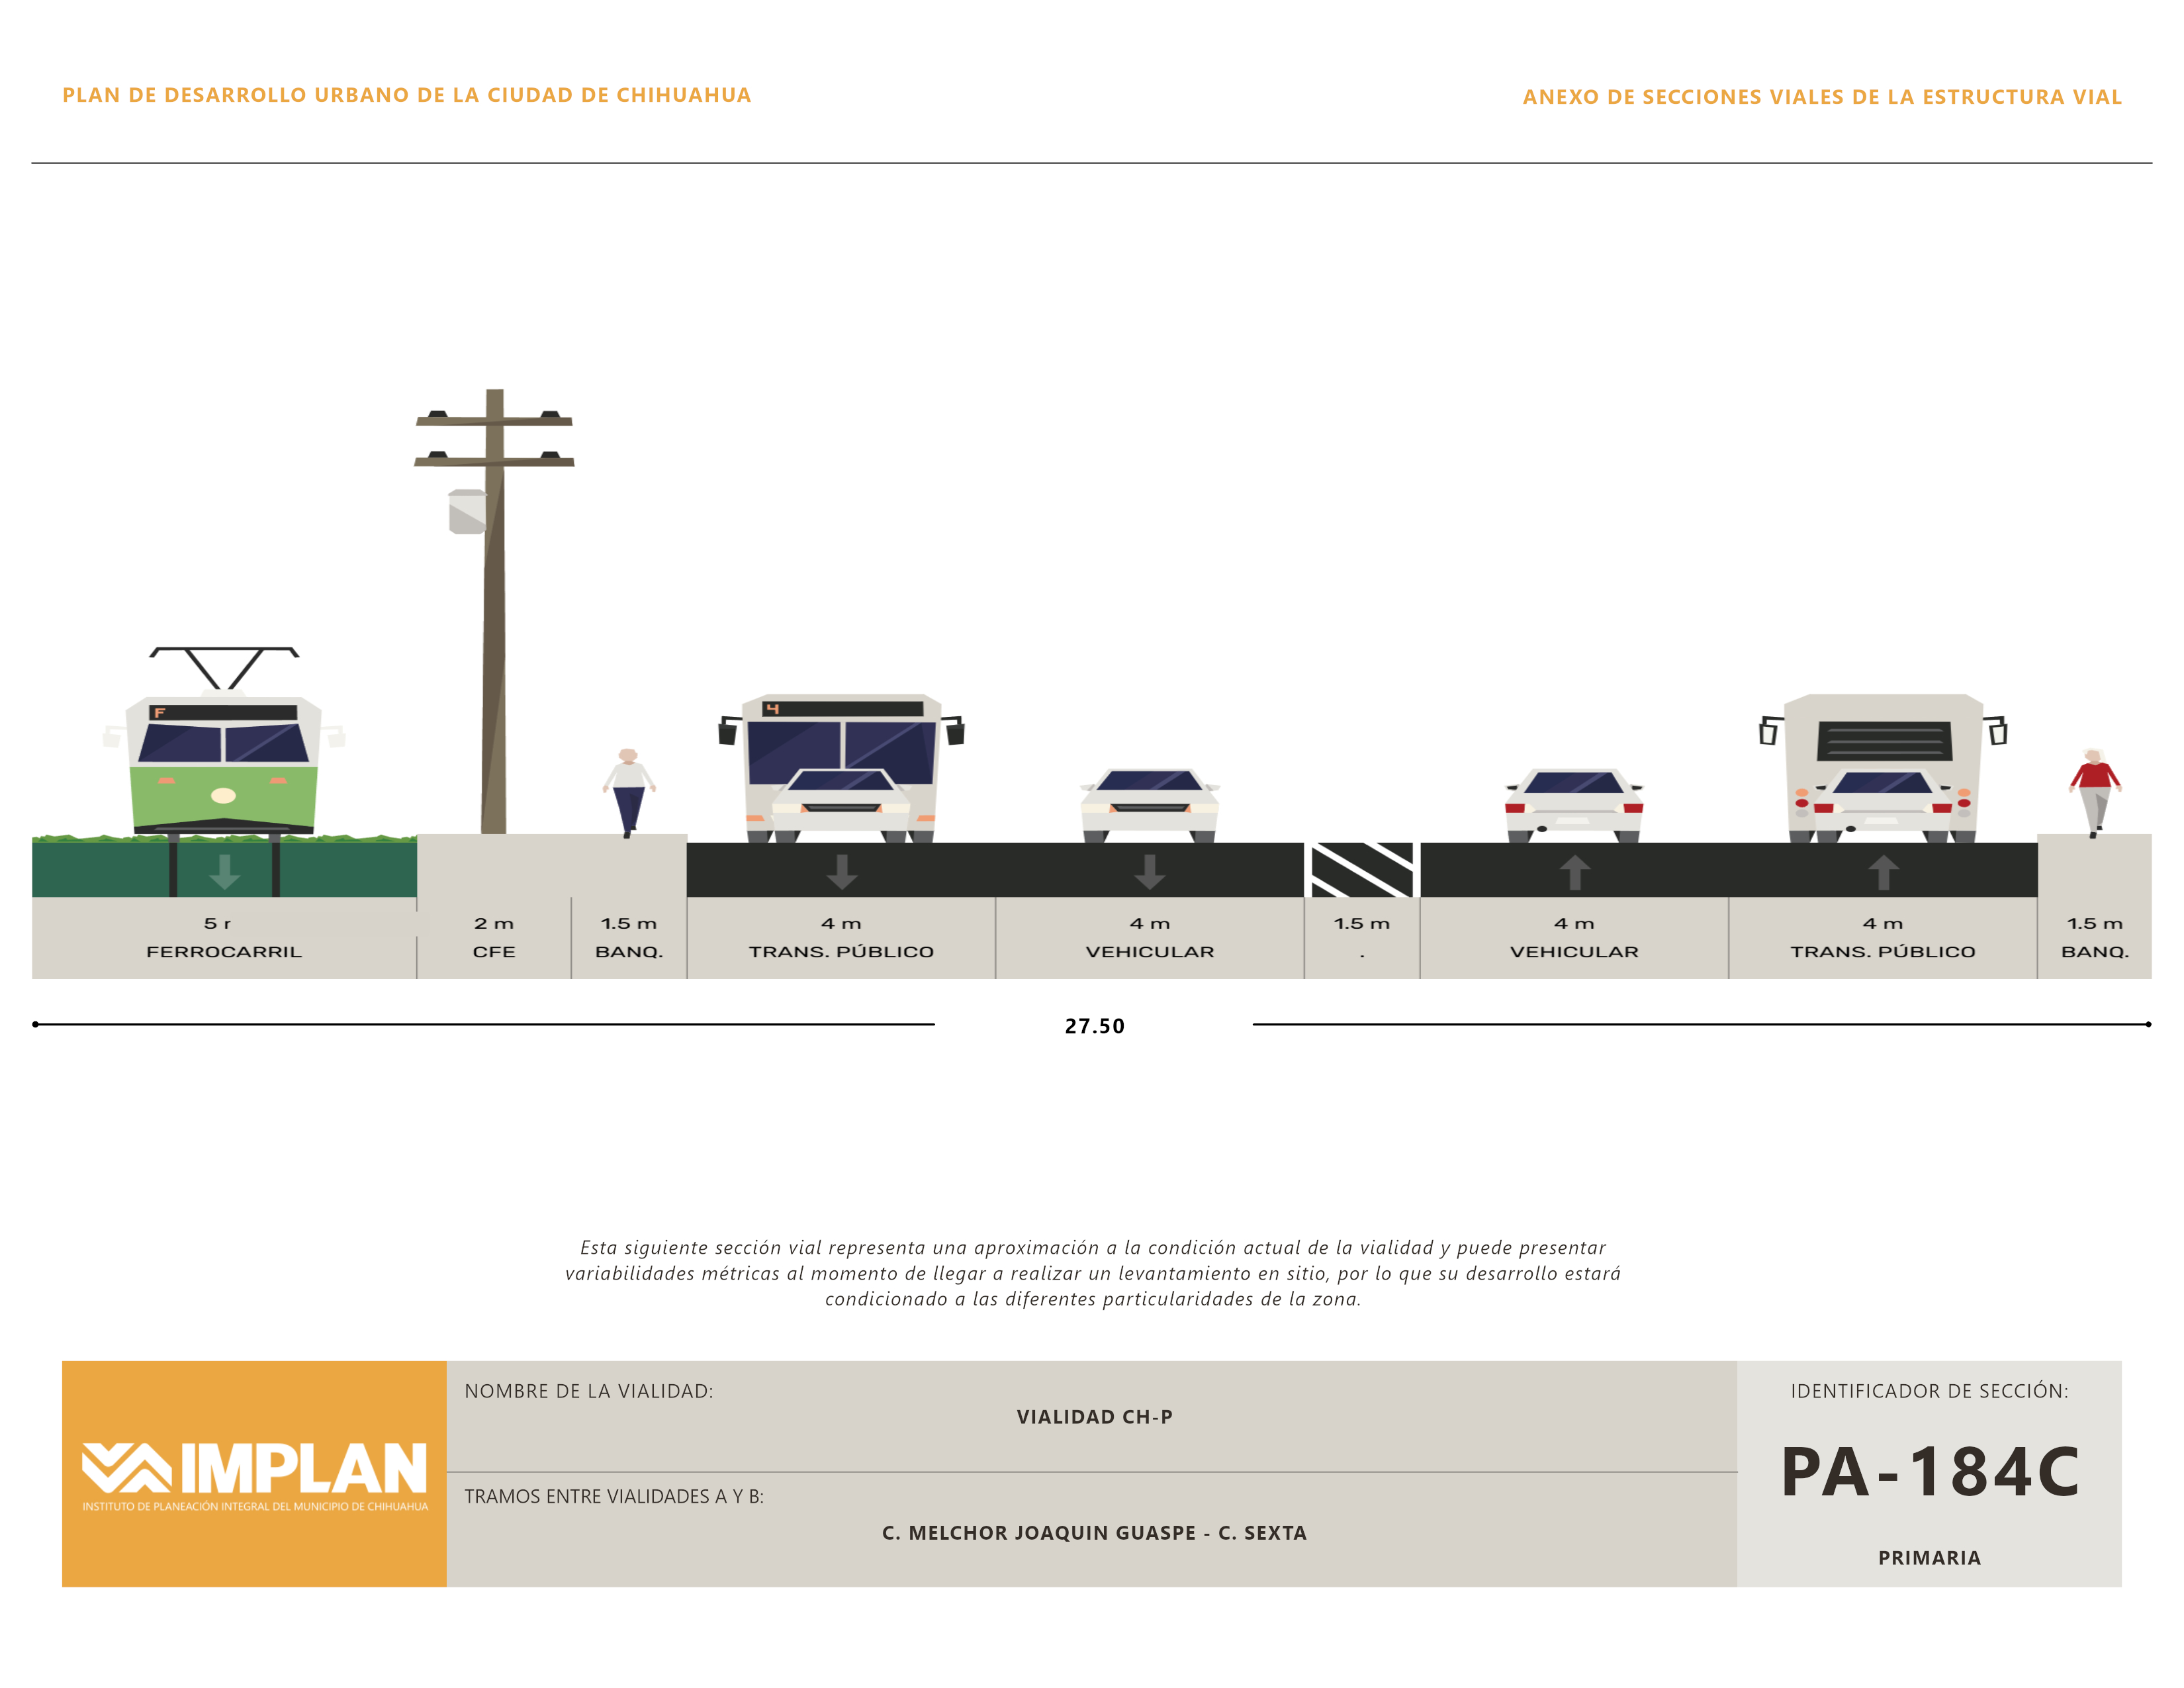 PLAN DE DESARROLLO URBANO DE LA CIUDAD DE CHIHUAHUA
ANEXO DE SECCIONES VIALES DE LA ESTRUCTURA VIAL
F
4
5 r
2 m
1.5 m
4 m
4 m
1.5 m
4 m
4 m
1.5 m
FERROCARRIL
CFE
BANQ.
TRANS. PÚBLICO
VEHICULAR
.
VEHICULAR
TRANS. PÚBLICO
BANQ.
27.50
Esta siguiente sección vial representa una aproximación a la condición actual de la vialidad y puede presentar
variabilidades métricas al momento de llegar a realizar un levantamiento en sitio, por lo que su desarrollo estará
condicionado a las diferentes particularidades de la zona.
IMPLAN
INSTITUTO DE PLANEACIÓN INTEGRAL DEL MUNICIPIO DE CHIHUAHUA
NOMBRE DE LA VIALIDAD:
VIALIDAD CH-P
TRAMOS ENTRE VIALIDADES A Y B:
C. MELCHOR JOAQUIN GUASPE - C. SEXTA
IDENTIFICADOR DE SECCIÓN:
PA-184C
PRIMARIA